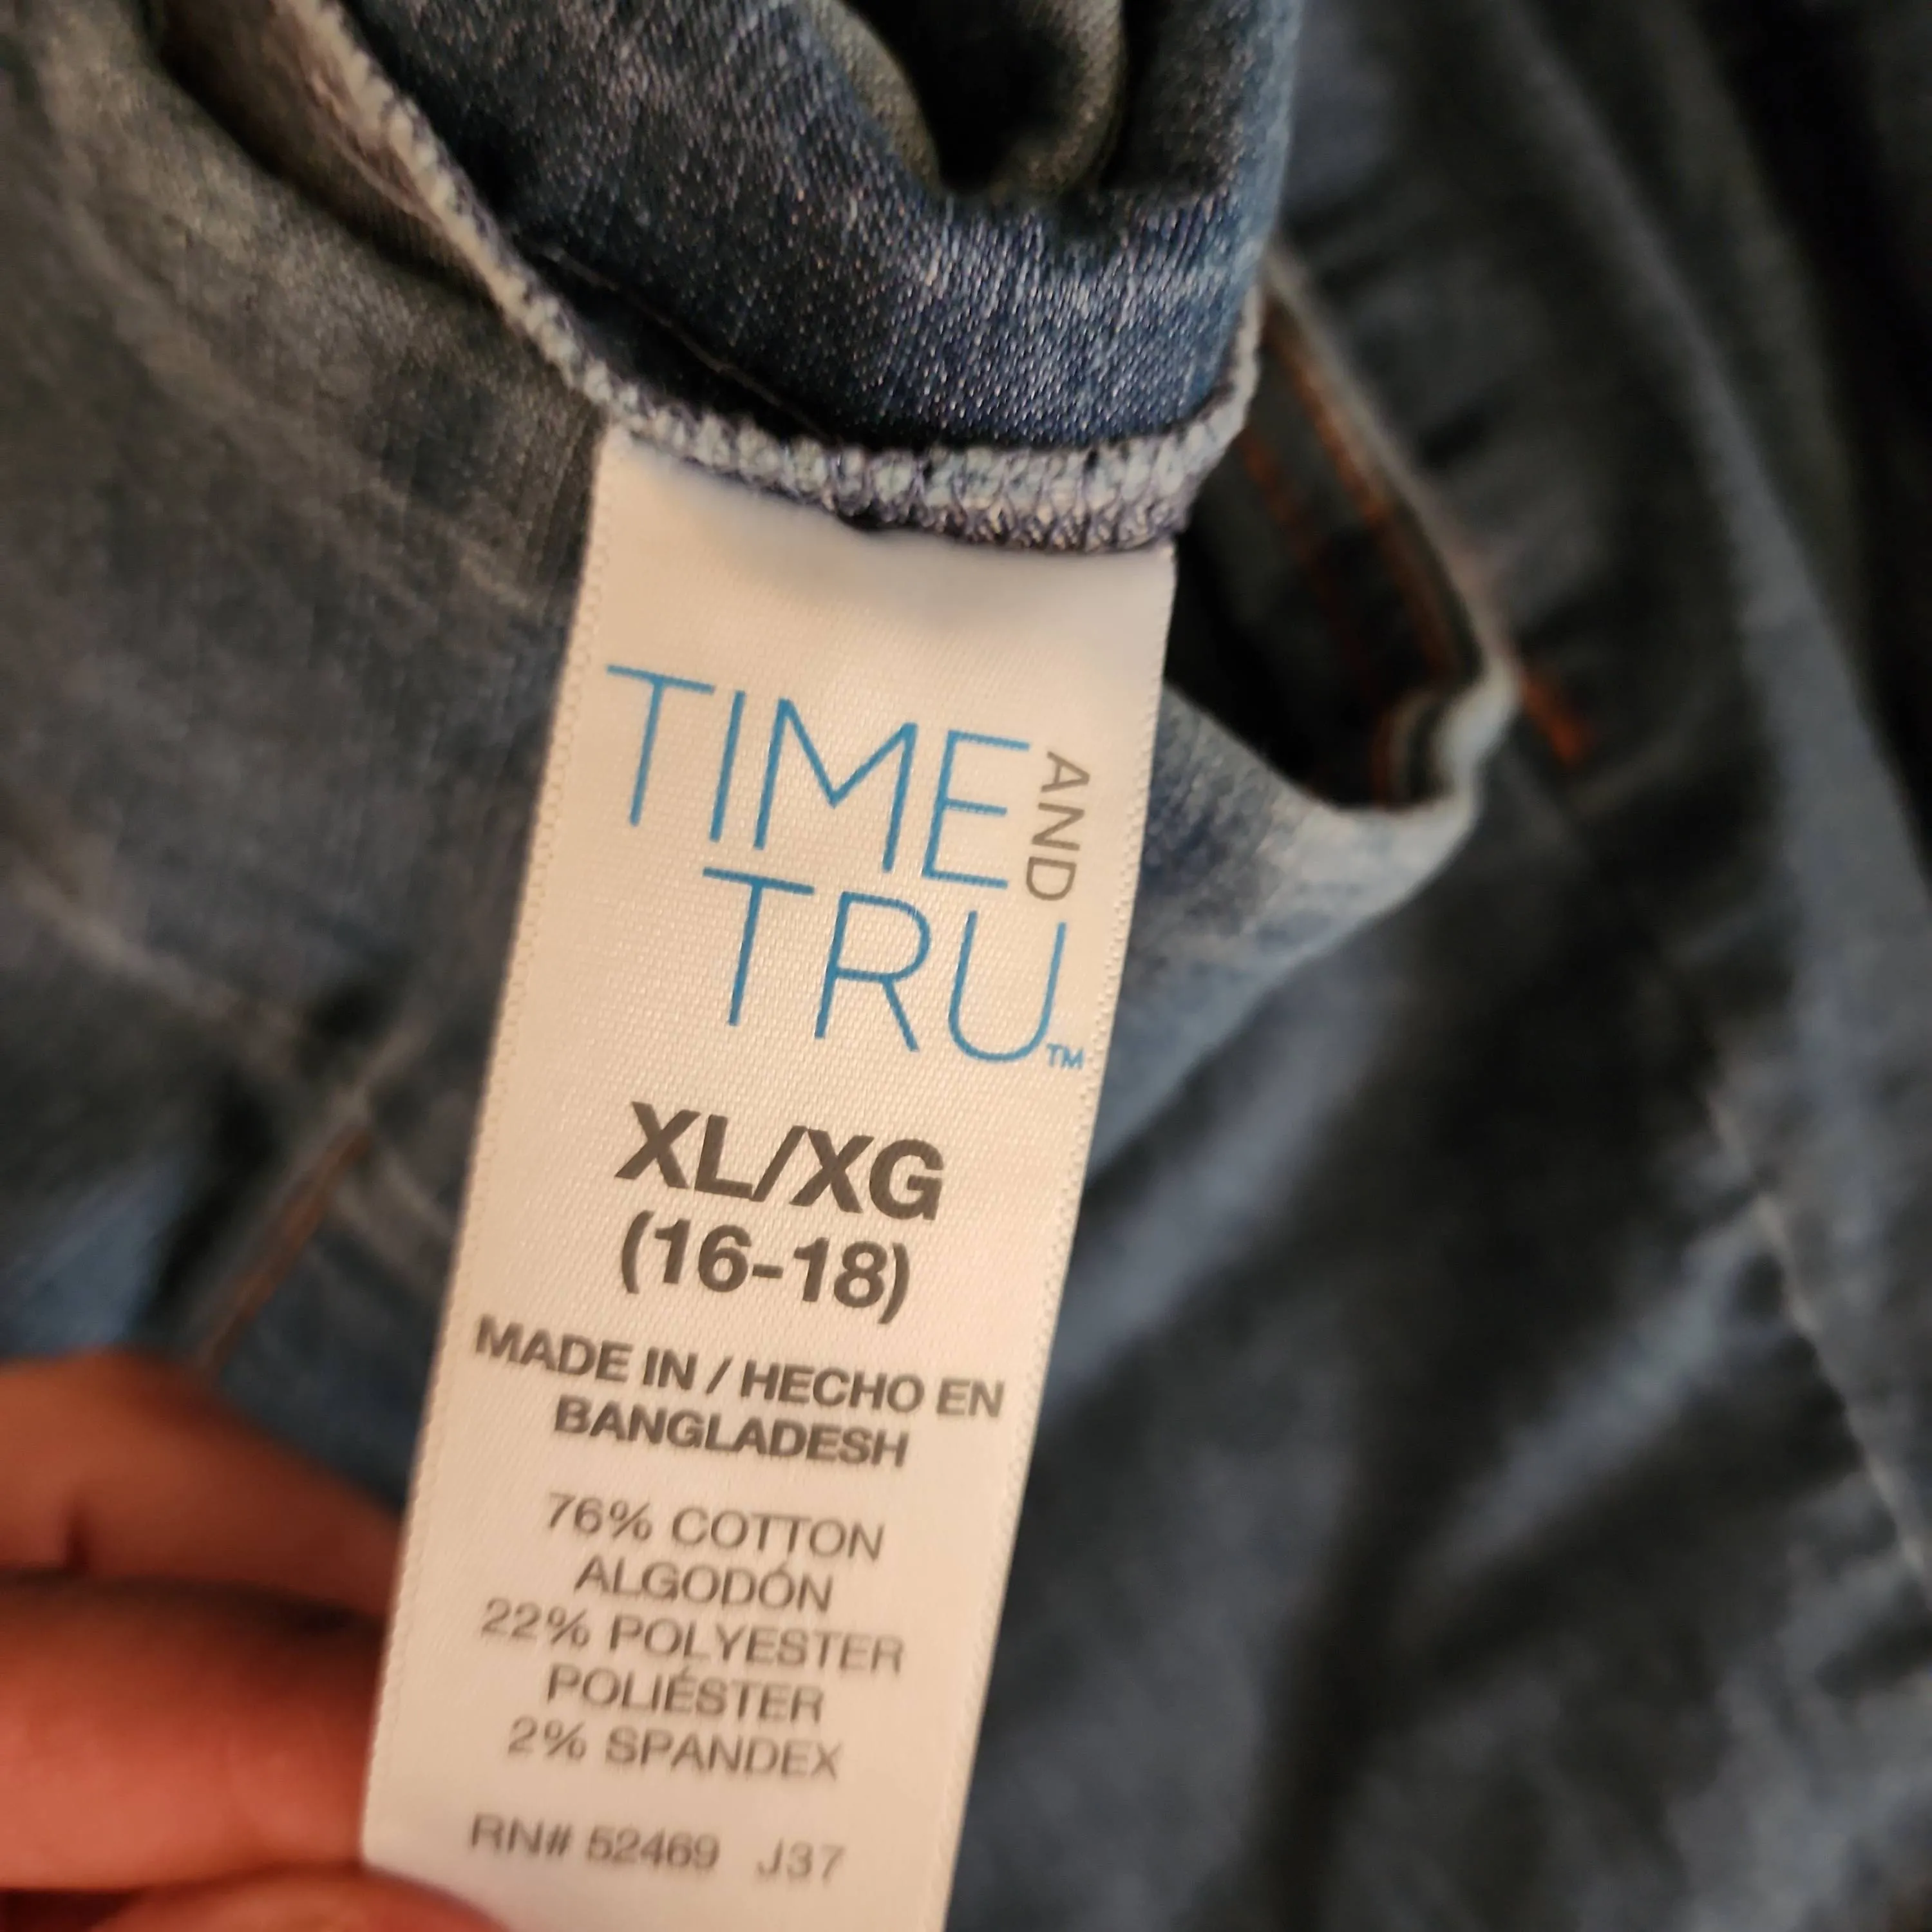 TIME AND
TRU™
XL/XG
(16-18)
MADE IN / HECHO EN
BANGLADESH
76% COTTON
ALGODÓN
22% POLYESTER
POLIÉSTER
2% SPANDEX
RN# 52469 J37